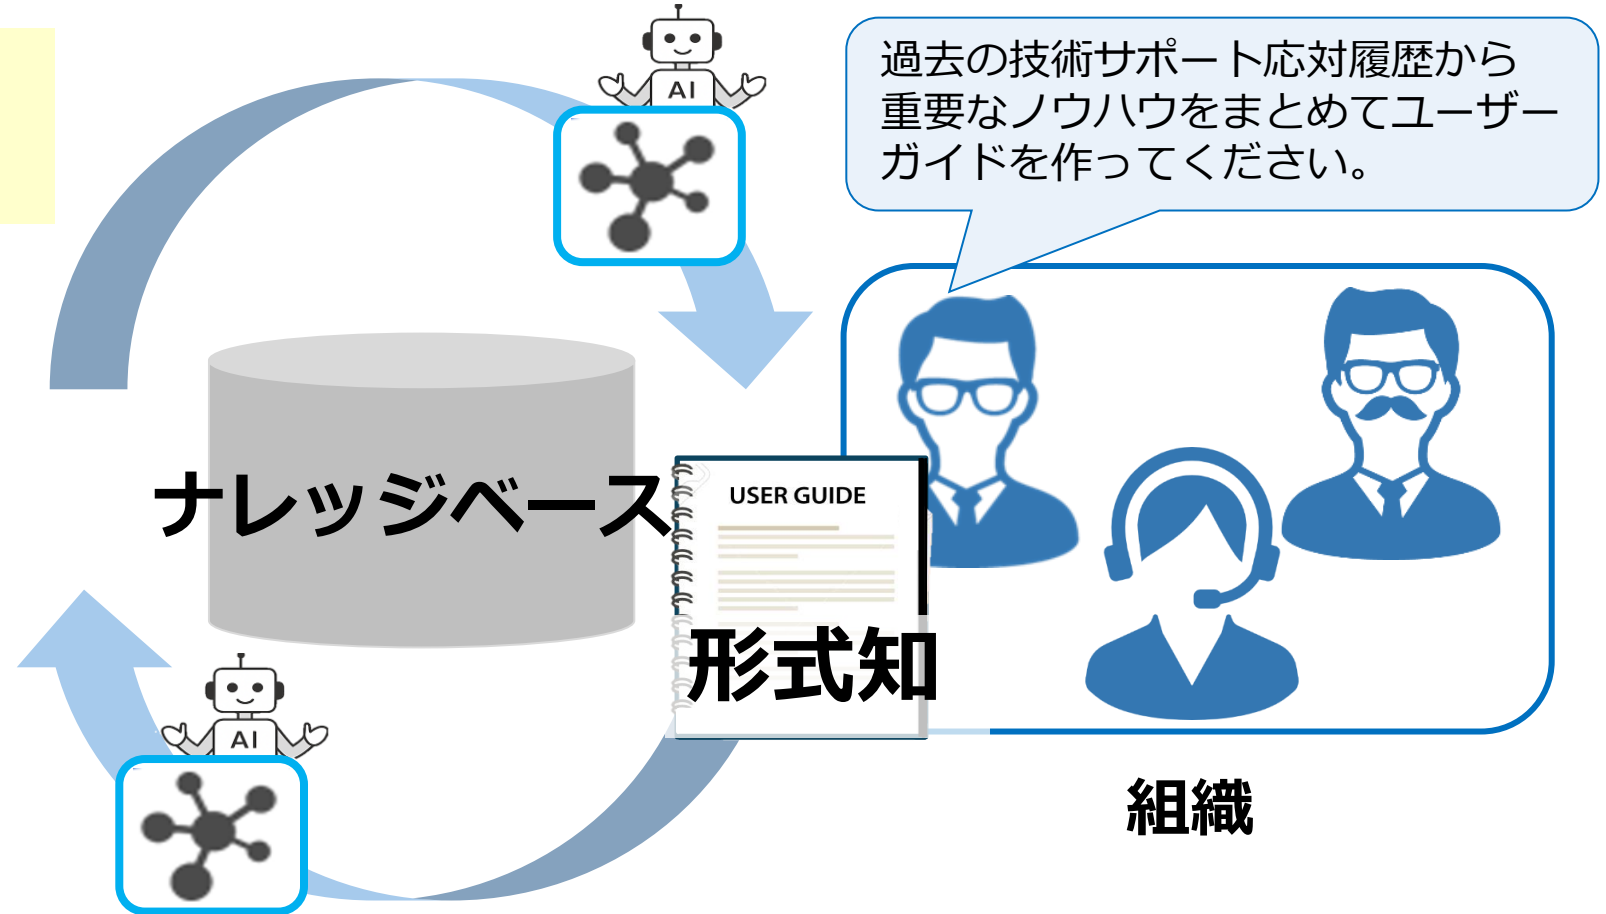 AI
過去の技術サポート応対履歴から
重要なノウハウをまとめてユーザー
ガイドを作ってください。
ナレッジベース
USER GUIDE
形式知
AI
組織